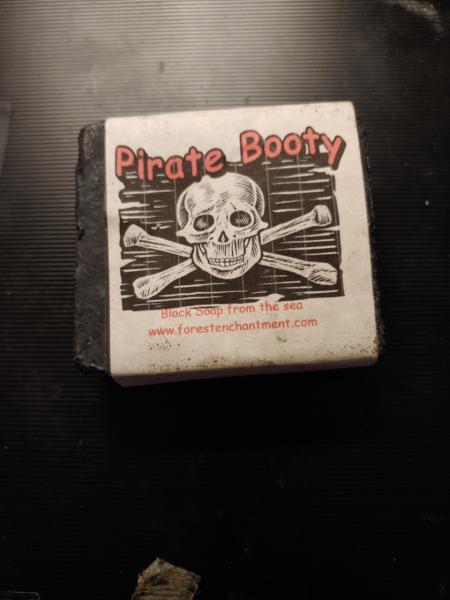 Pirate Booty
Black Soap from the sea
www.forestenchantment.com